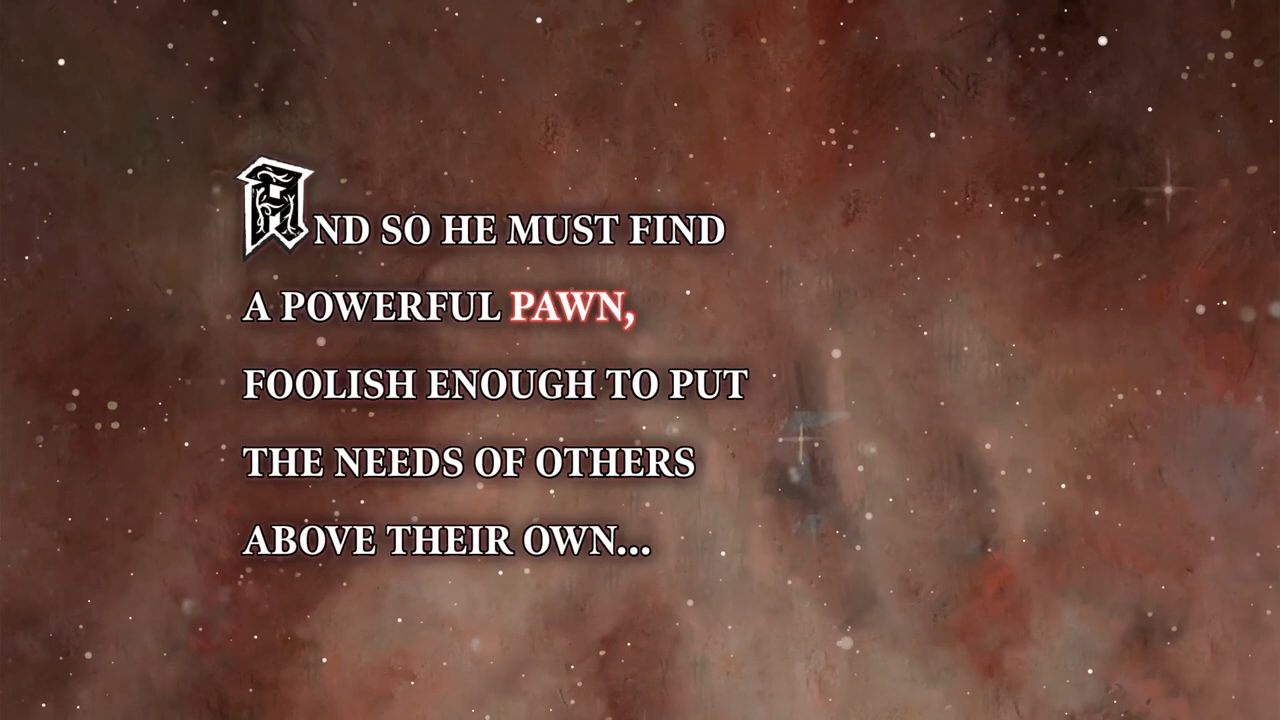 AND SO HE MUST FIND
A POWERFUL PAWN,
FOOLISH ENOUGH TO PUT
THE NEEDS OF OTHERS
ABOVE THEIR OWN...